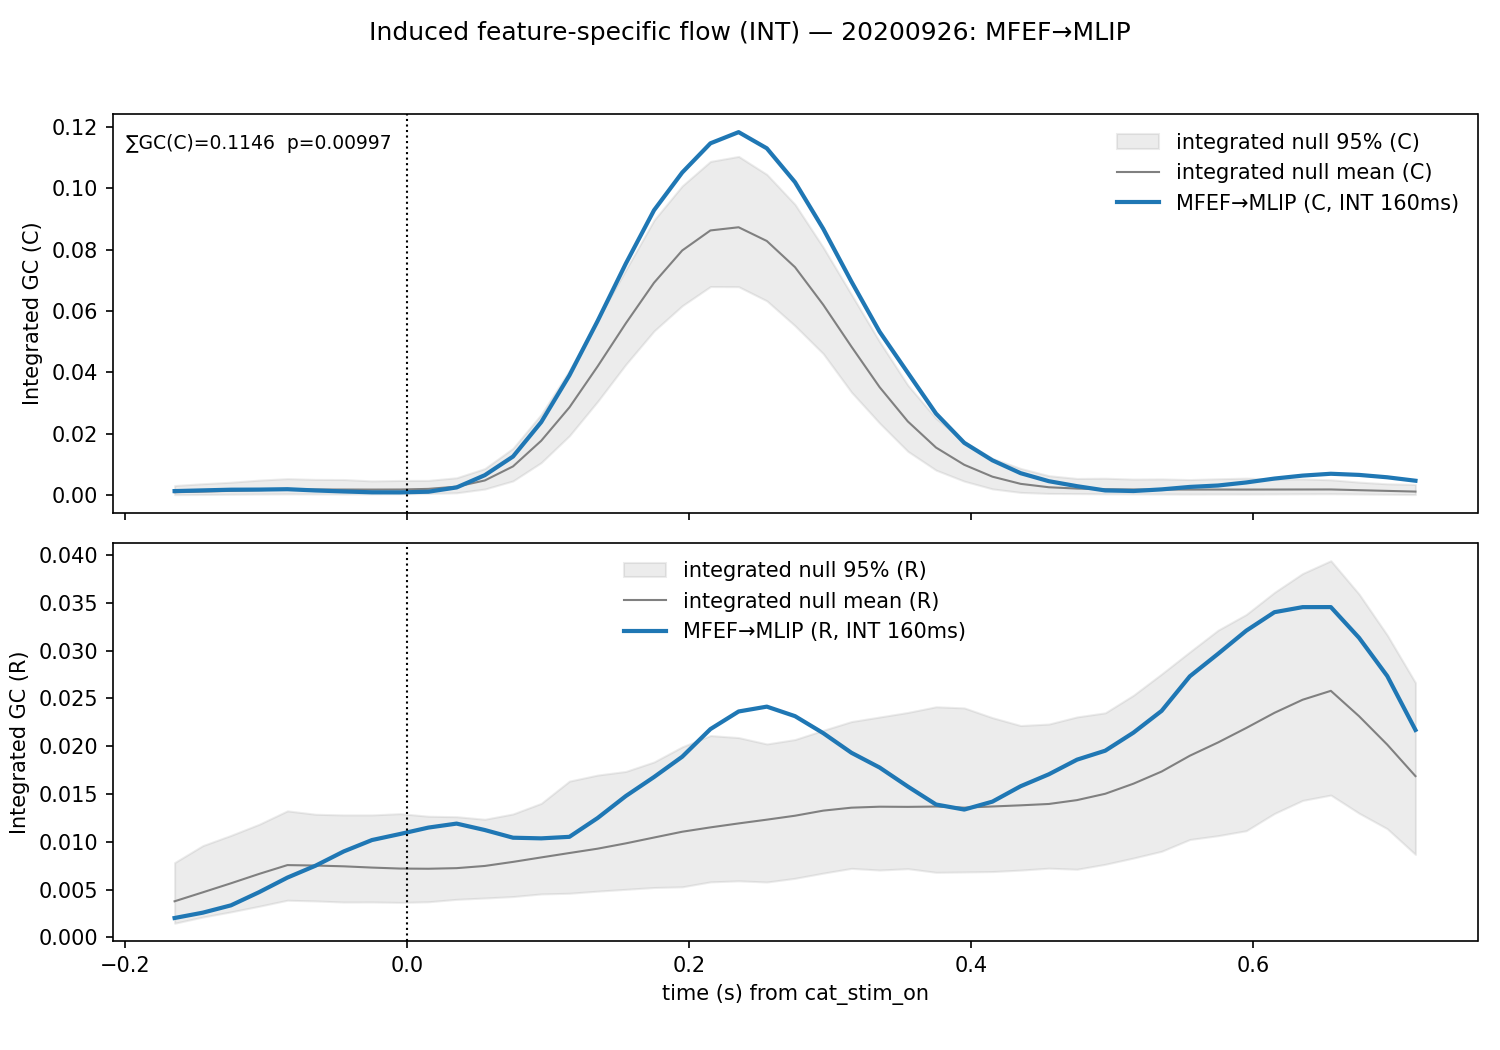 Induced feature-specific flow (INT) — 20200926: MFEF→MLIP
∑GC(C)=0.1146  p=0.00997
integrated null 95% (C)
integrated null mean (C)
MFEF→MLIP (C, INT 160ms)
Integrated GC (C)
0.12
0.10
0.08
0.06
0.04
0.02
0.00
integrated null 95% (R)
integrated null mean (R)
MFEF→MLIP (R, INT 160ms)
Integrated GC (R)
0.040
0.035
0.030
0.025
0.020
0.015
0.010
0.005
0.000
−0.2 0.0 0.2 0.4 0.6
time (s) from cat_stim_on